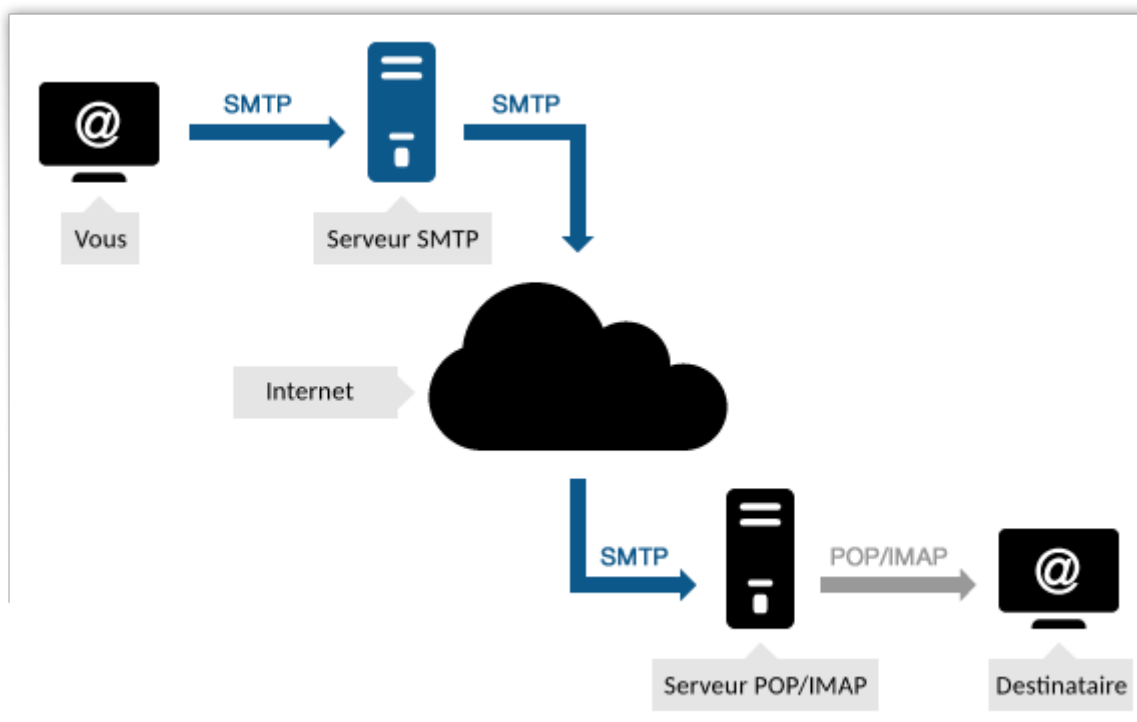 @
SMTP
SMTP
Vous
Serveur SMTP
Internet
SMTP
POP/IMAP
@
Serveur POP/IMAP
Destinataire